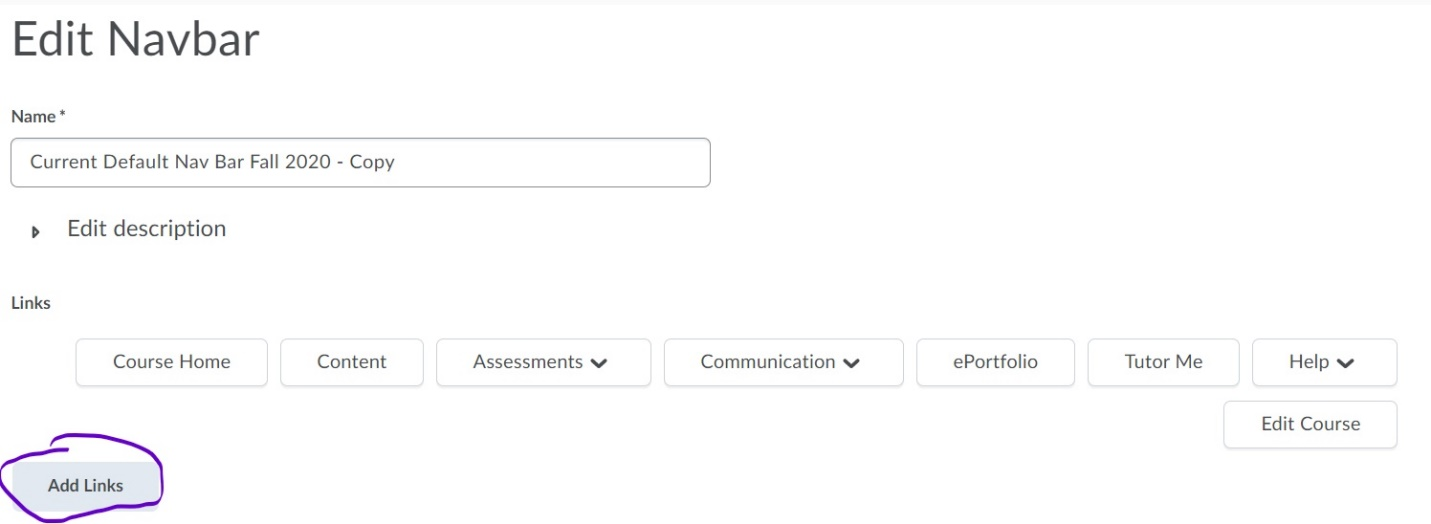 Edit Navbar
Name *
Current Default Nav Bar Fall 2020 - Copy
Edit description
Links
Course Home Content Assessments Communication ePortfolio Tutor Me Help
Edit Course
Add Links